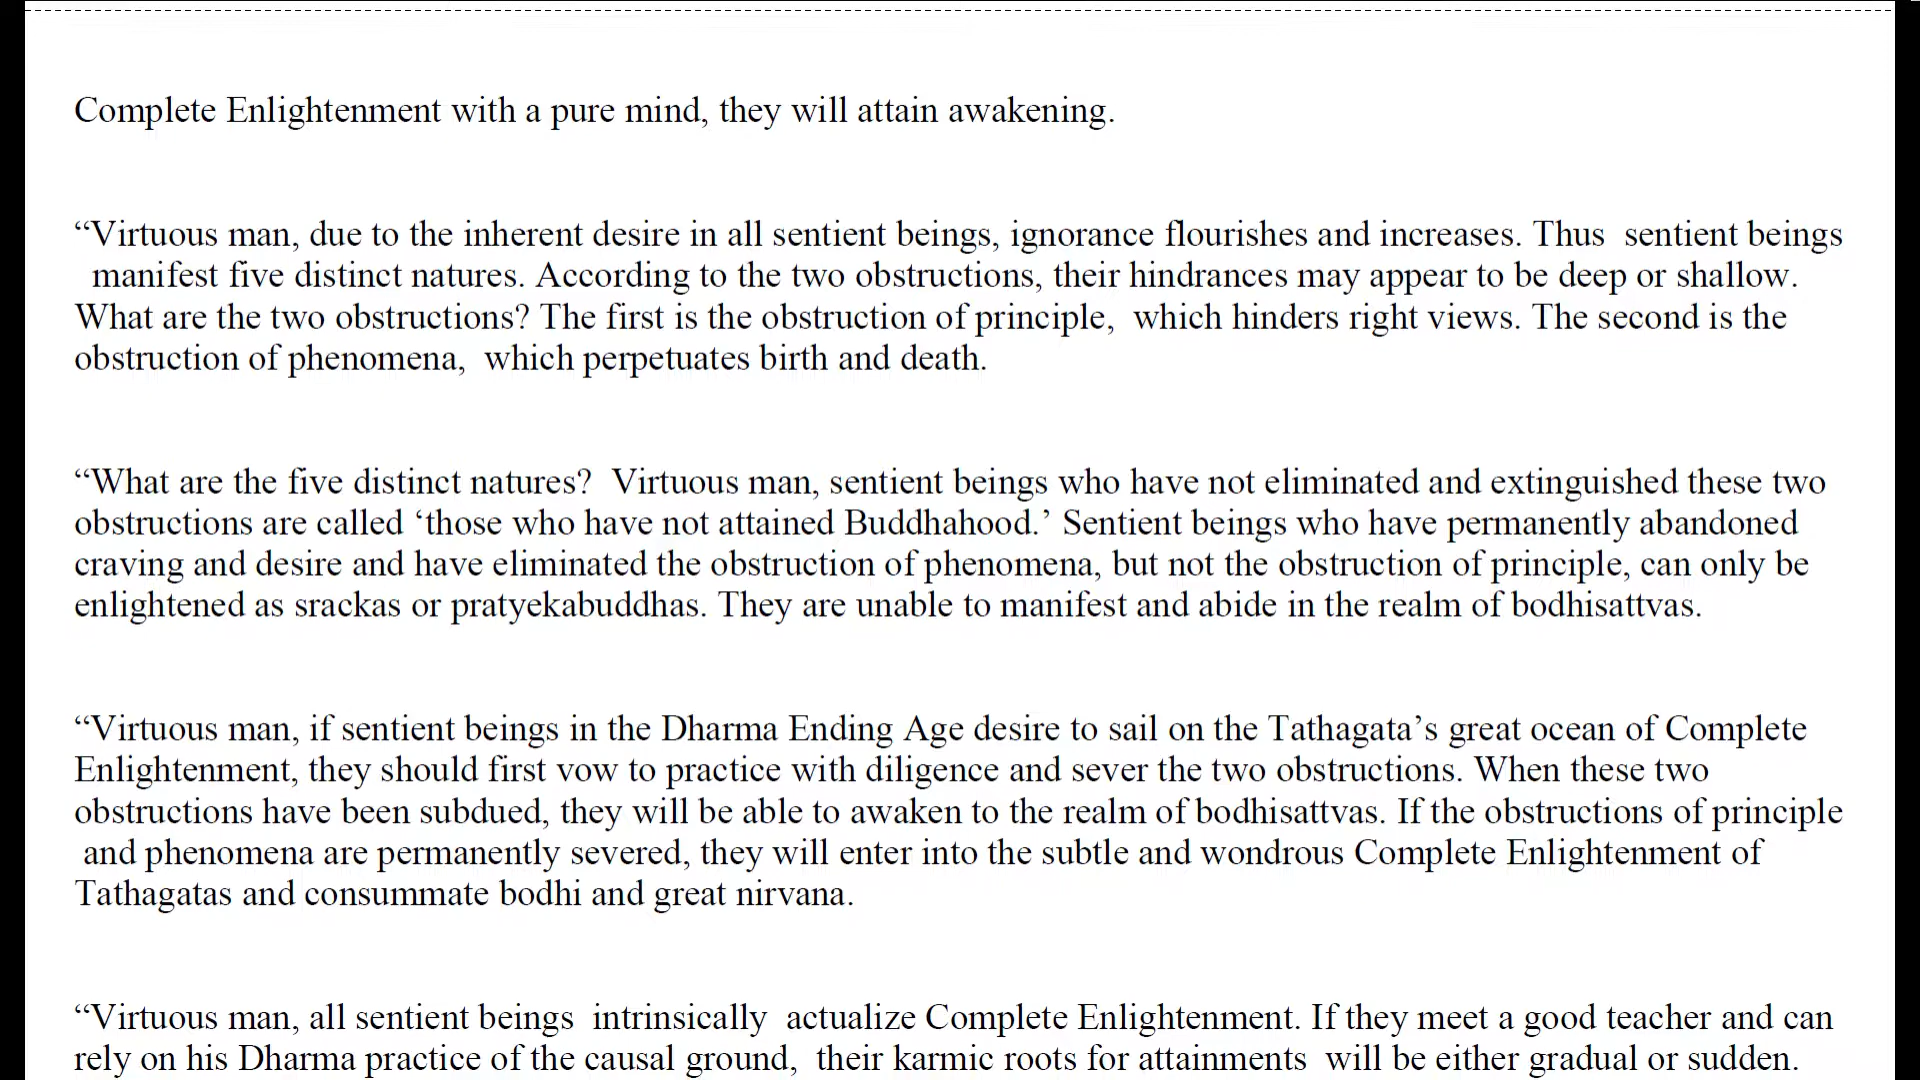 Complete Enlightenment with a pure mind, they will attain awakening.
“Virtuous man, due to the inherent desire in all sentient beings, ignorance flourishes and increases. Thus  sentient beings
manifest five distinct natures. According to the two obstructions, their hindrances may appear to be deep or shallow.
What are the two obstructions? The first is the obstruction of principle,  which hinders right views. The second is the
obstruction of phenomena,  which perpetuates birth and death.
“What are the five distinct natures?  Virtuous man, sentient beings who have not eliminated and extinguished these two
obstructions are called ‘those who have not attained Buddhahood.’ Sentient beings who have permanently abandoned
craving and desire and have eliminated the obstruction of phenomena, but not the obstruction of principle, can only be
enlightened as srackas or pratyekabuddhas. They are unable to manifest and abide in the realm of bodhisattvas.
“Virtuous man, if sentient beings in the Dharma Ending Age desire to sail on the Tathagata’s great ocean of Complete
Enlightenment, they should first vow to practice with diligence and sever the two obstructions. When these two
obstructions have been subdued, they will be able to awaken to the realm of bodhisattvas. If the obstructions of principle
and phenomena are permanently severed, they will enter into the subtle and wondrous Complete Enlightenment of
Tathagatas and consummate bodhi and great nirvana.
“Virtuous man, all sentient beings  intrinsically  actualize Complete Enlightenment. If they meet a good teacher and can
rely on his Dharma practice of the causal ground,  their karmic roots for attainments  will be either gradual or sudden.